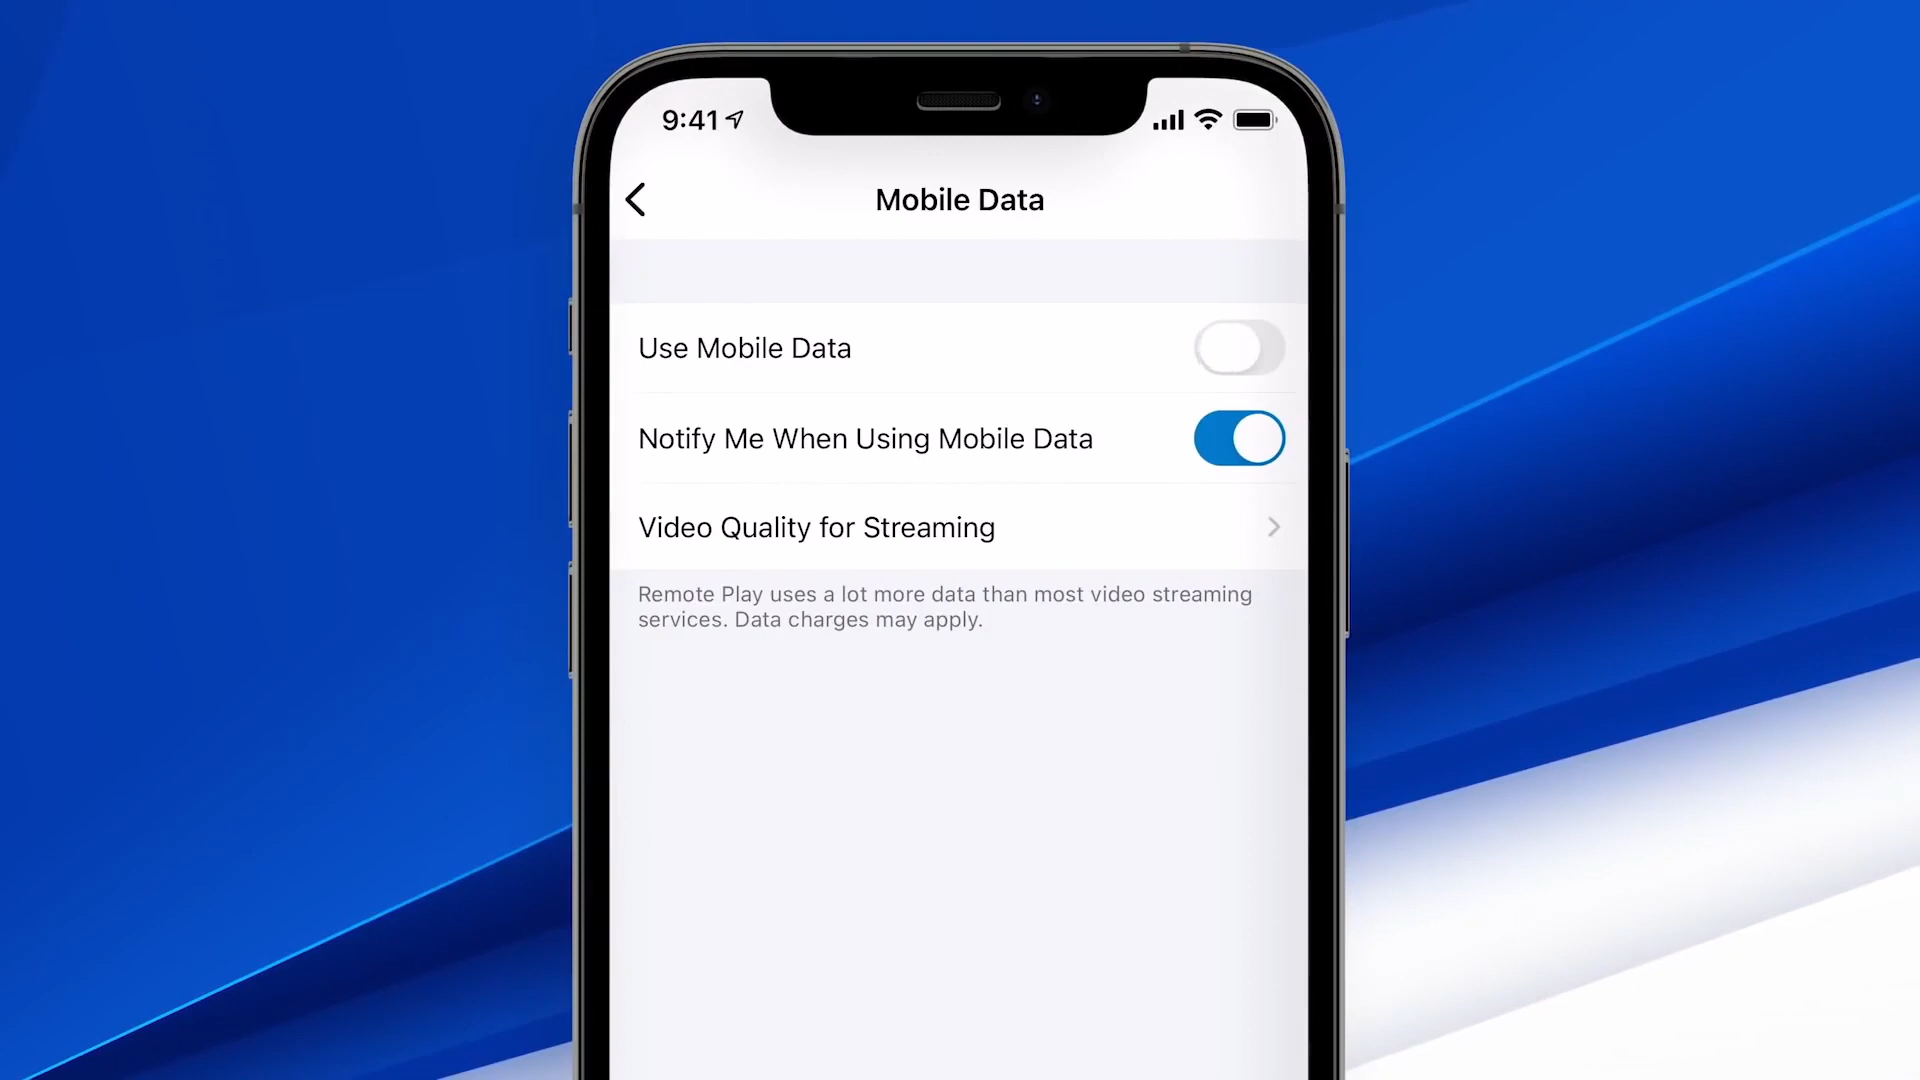 9:41
Mobile Data
Use Mobile Data
Notify Me When Using Mobile Data
Video Quality for Streaming
Remote Play uses a lot more data than most video streaming
services. Data charges may apply.